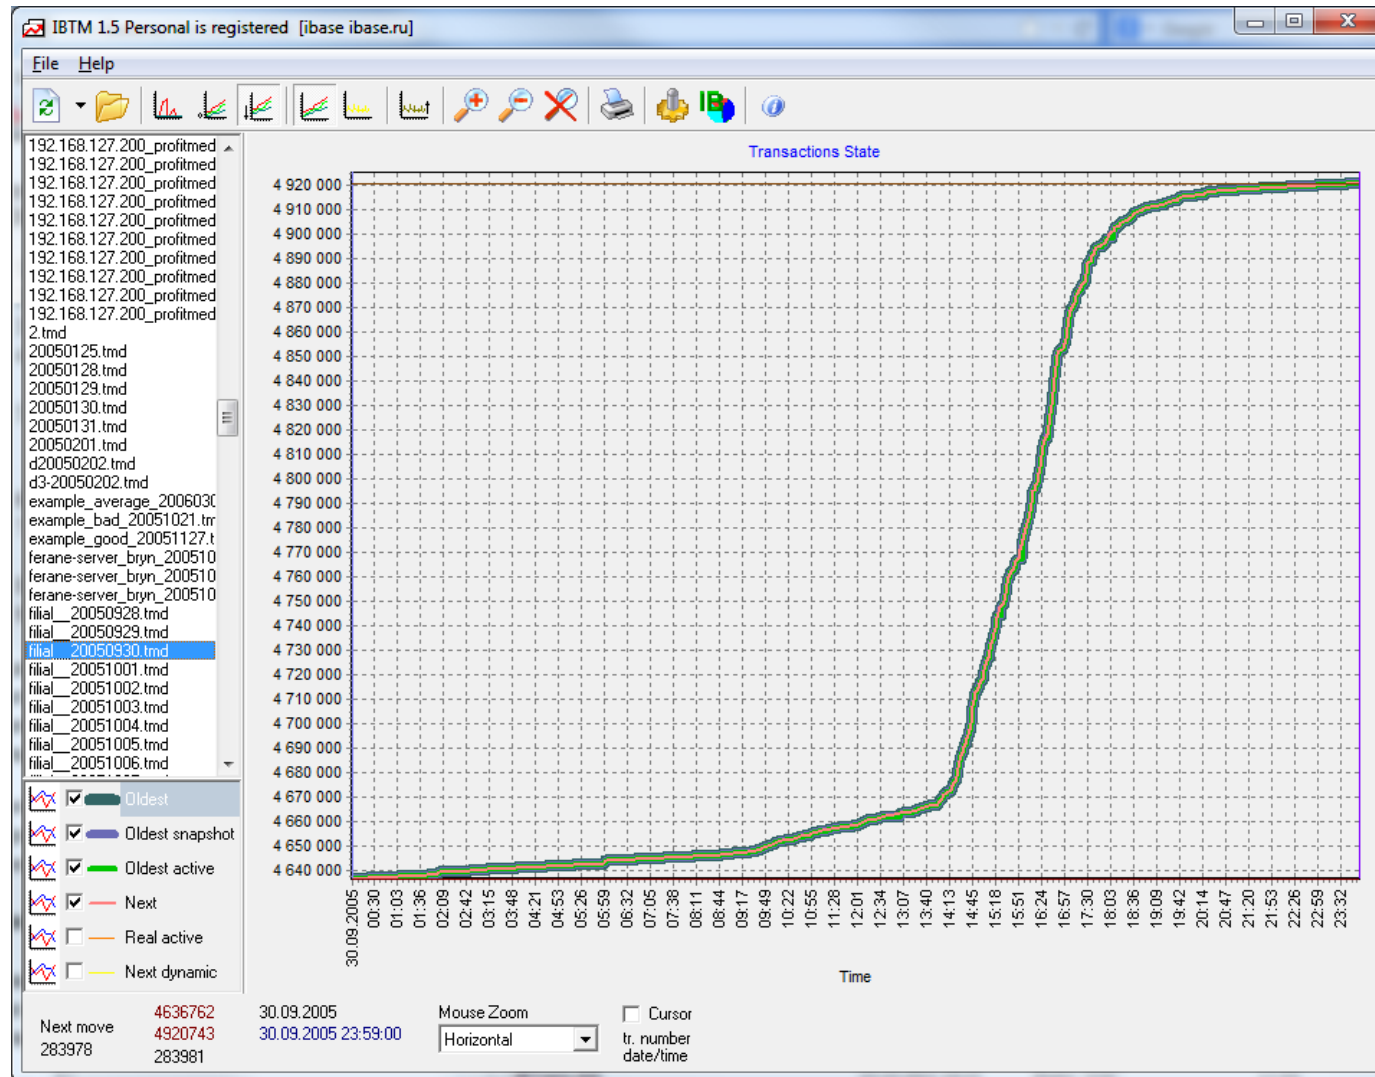 IBTM 1.5 Personal is registered [ibase ibase.ru]
File Help
192.168.127.200_profitmed
192.168.127.200_profitmed
192.168.127.200_profitmed
192.168.127.200_profitmed
192.168.127.200_profitmed
192.168.127.200_profitmed
192.168.127.200_profitmed
192.168.127.200_profitmed
192.168.127.200_profitmed
192.168.127.200_profitmed
2.tmd
20050125.tmd
20050128.tmd
20050129.tmd
20050130.tmd
20050131.tmd
20050201.tmd
d20050202.tmd
d3-20050202.tmd
example_average_2006030
example_bad_20051021.tm
example_good_20051127.t
ferane-server_bryn_200510
ferane-server_bryn_200510
ferane-server_bryn_200510
filial__20050928.tmd
filial__20050929.tmd
filial__20050930.tmd
filial__20051001.tmd
filial__20051002.tmd
filial__20051003.tmd
filial__20051004.tmd
filial__20051005.tmd
filial__20051006.tmd
Oldest
Oldest snapshot
Oldest active
Next
Real active
Next dynamic
Transactions State
4 920 000
4 910 000
4 900 000
4 890 000
4 880 000
4 870 000
4 860 000
4 850 000
4 840 000
4 830 000
4 820 000
4 810 000
4 800 000
4 790 000
4 780 000
4 770 000
4 760 000
4 750 000
4 740 000
4 730 000
4 720 000
4 710 000
4 700 000
4 690 000
4 680 000
4 670 000
4 660 000
4 650 000
4 640 000
30.09.2005
00:30
01:03
01:36
02:09
02:42
03:15
03:48
04:21
04:53
05:26
05:59
06:32
07:05
07:38
08:11
08:44
09:17
09:49
10:22
10:55
11:28
12:01
12:34
13:07
13:40
14:13
14:45
15:18
15:51
16:24
16:57
17:30
18:03
18:36
19:09
19:42
20:14
20:47
21:20
21:53
22:26
22:59
23:32
Time
Next move
283978
4636762
4920743
283981
30.09.2005
30.09.2005 23:59:00
Mouse Zoom
Horizontal
Cursor
tr. number
date/time